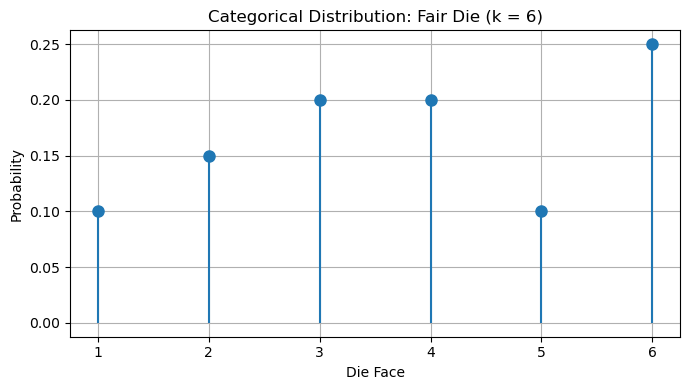 Categorical Distribution: Fair Die (k = 6)
0.25
0.20
0.15
0.10
0.05
0.00
Probability
1 2 3 4 5 6
Die Face